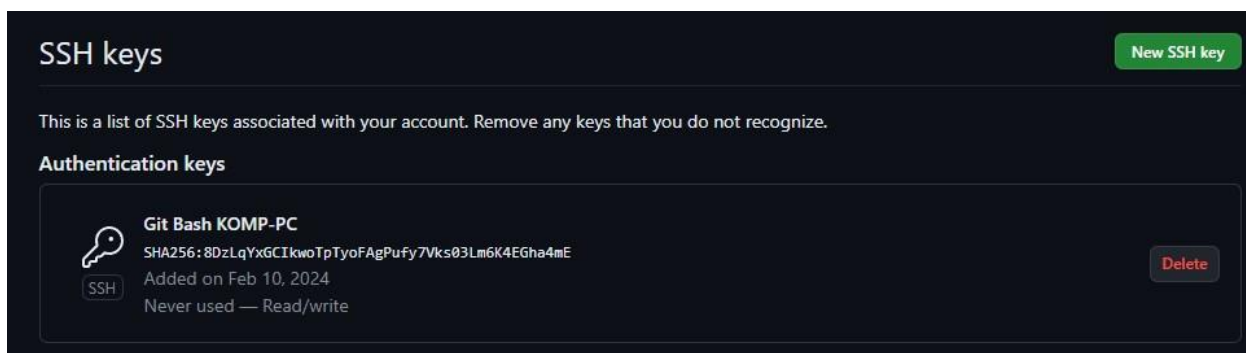 SSH keys
New SSH key
This is a list of SSH keys associated with your account. Remove any keys that you do not recognize.
Authentication keys
Git Bash KOMP-PC
SHA256:8DzLqYxGCIkwoTpTyoFAgPufy7Vks03Lm6K4EGha4mE
Added on Feb 10, 2024
Never used — Read/write
SSH
Delete